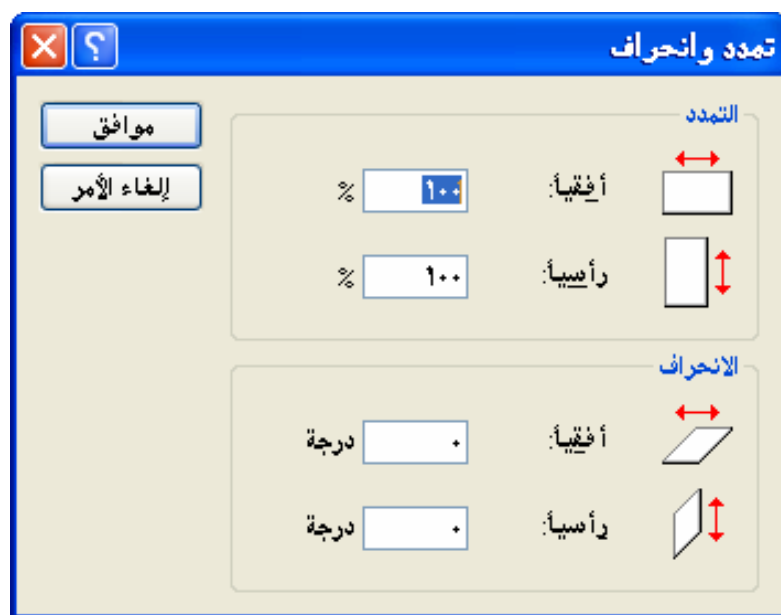 تمدد وانحراف
؟
التمدد
أفقياً: ١٠٠ %
رأسياً: ١٠٠ %
الانحراف
أفقياً: ٠ درجة
رأسياً: ٠ درجة
موافق
إلغاء الأمر